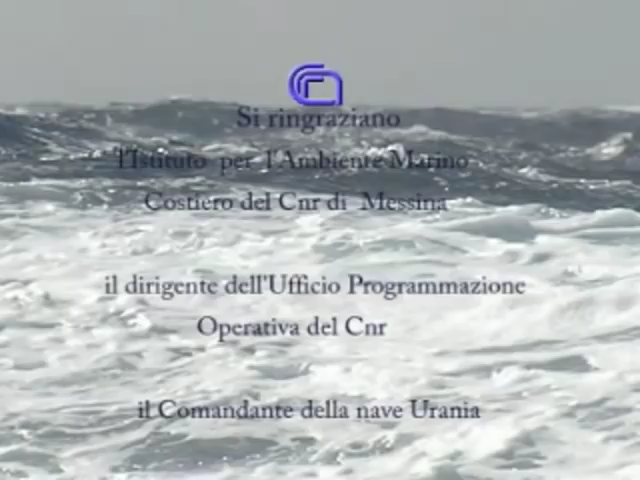 Si ringraziano
l'Istituto per l'Ambiente Marino
Costiero del Cnr di Messina
il dirigente dell'Ufficio Programmazione
Operativa del Cnr
il Comandante della nave Urania